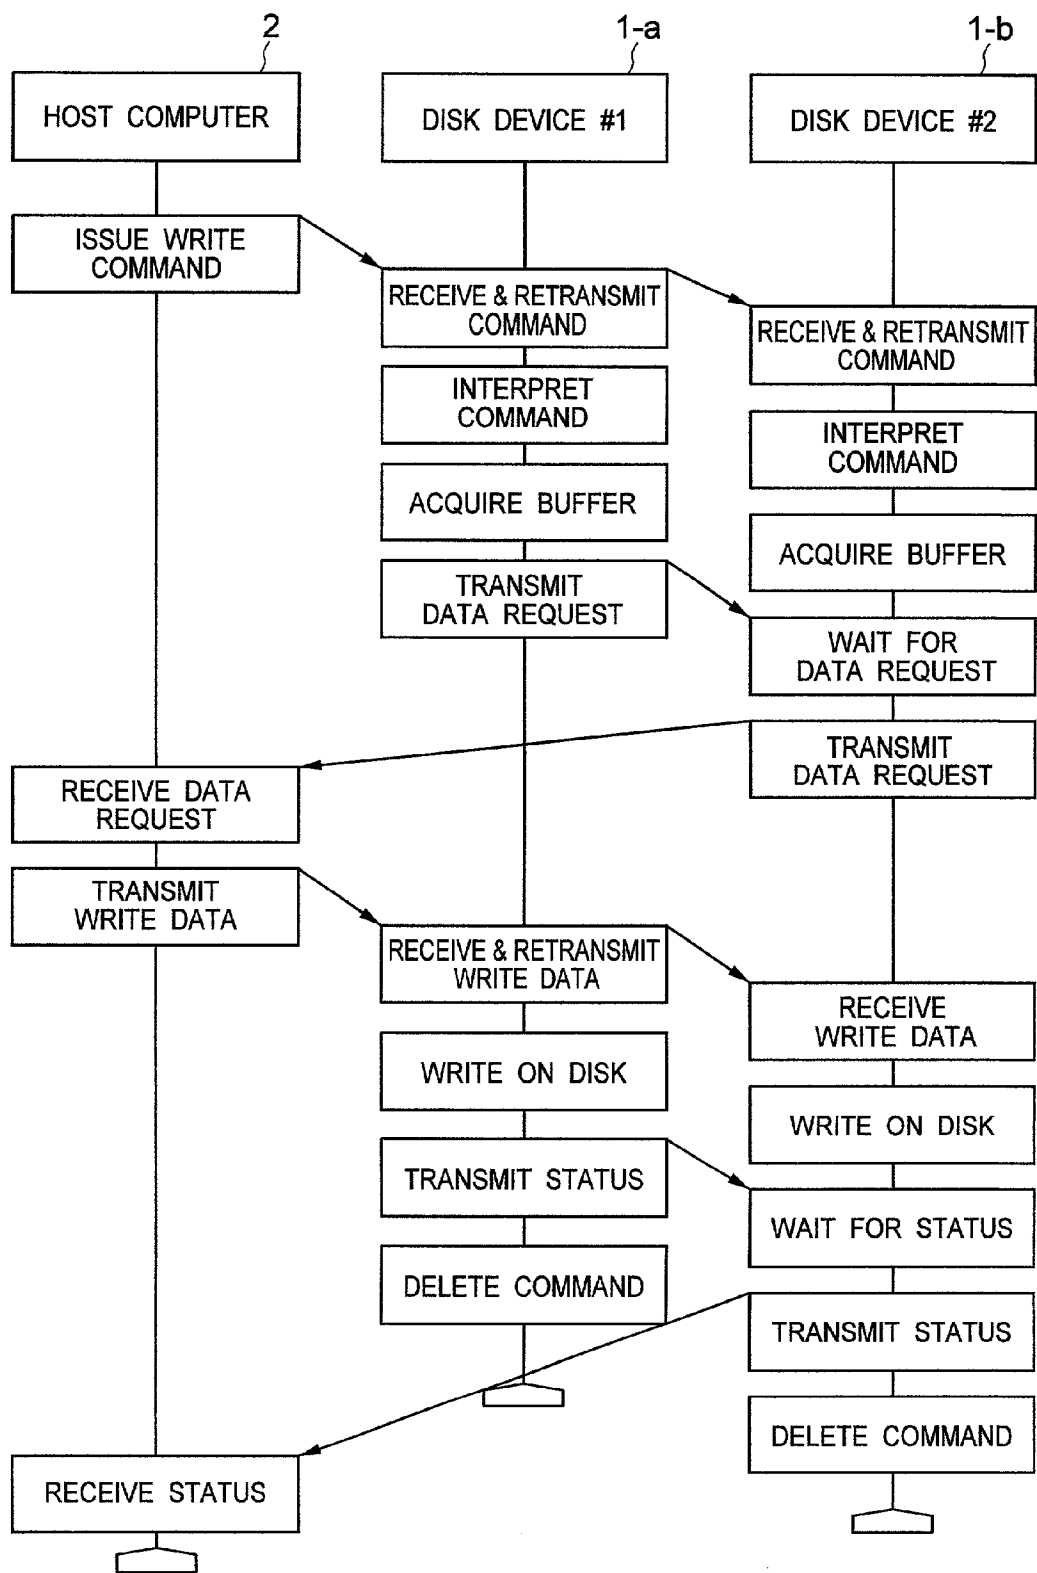 2
1-a
1-b
HOST COMPUTER
DISK DEVICE #1
DISK DEVICE #2
ISSUE WRITE
COMMAND
RECEIVE & RETRANSMIT
COMMAND
RECEIVE & RETRANSMIT
COMMAND
INTERPRET
COMMAND
INTERPRET
COMMAND
ACQUIRE BUFFER
ACQUIRE BUFFER
TRANSMIT
DATA REQUEST
WAIT FOR
DATA REQUEST
TRANSMIT
DATA REQUEST
RECEIVE DATA
REQUEST
TRANSMIT
WRITE DATA
RECEIVE & RETRANSMIT
WRITE DATA
RECEIVE
WRITE DATA
WRITE ON DISK
WRITE ON DISK
TRANSMIT STATUS
WAIT FOR STATUS
DELETE COMMAND
TRANSMIT STATUS
DELETE COMMAND
RECEIVE STATUS